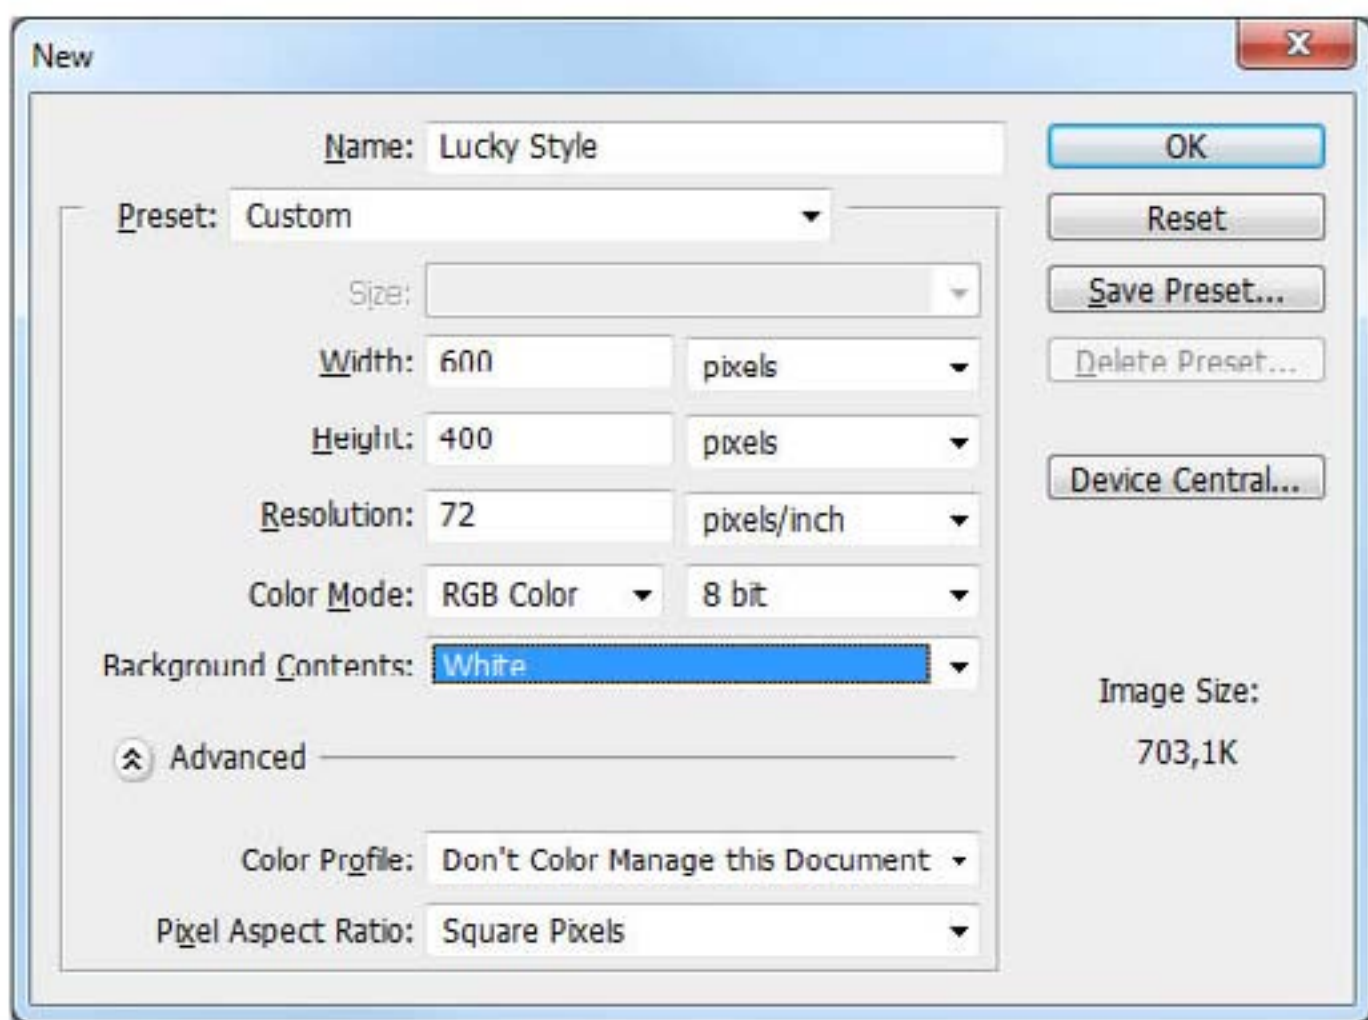 New
Name: Lucky Style
OK
Preset: Custom
Reset
Size:
Save Preset...
Width: 600 pixels
Delete Preset...
Height: 400 pixels
Device Central...
Resolution: 72 pixels/inch
Color Mode: RGB Color 8 bit
Background Contents: White
Image Size:
703,1K
Advanced
Color Profile: Don't Color Manage this Document
Pixel Aspect Ratio: Square Pixels